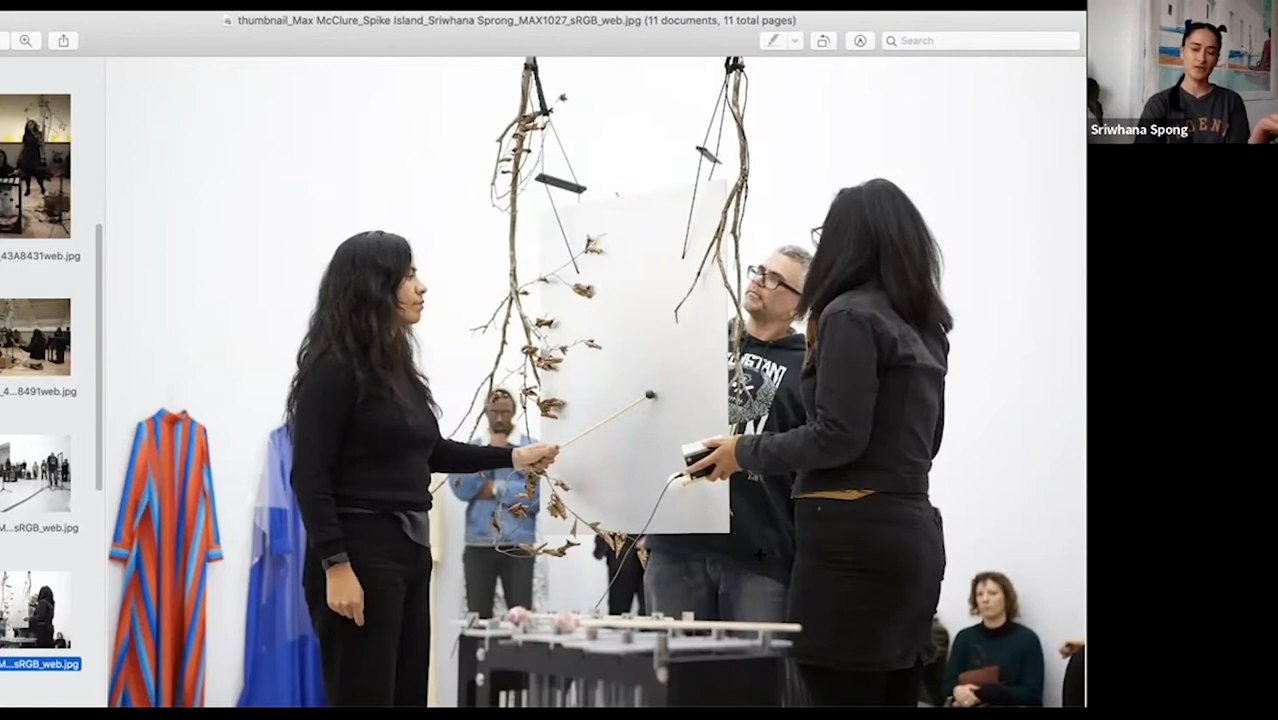 thumbnail_Max McClure_Spike Island_Sriwhana Sprong_MAX1027_sRGB_web.jpg (11 documents, 11 total pages)
Search
Sriwhana Spong
_43A8431web.jpg
_4...8491web.jpg
M...sRGB_web.jpg
M...sRGB_web.jpg